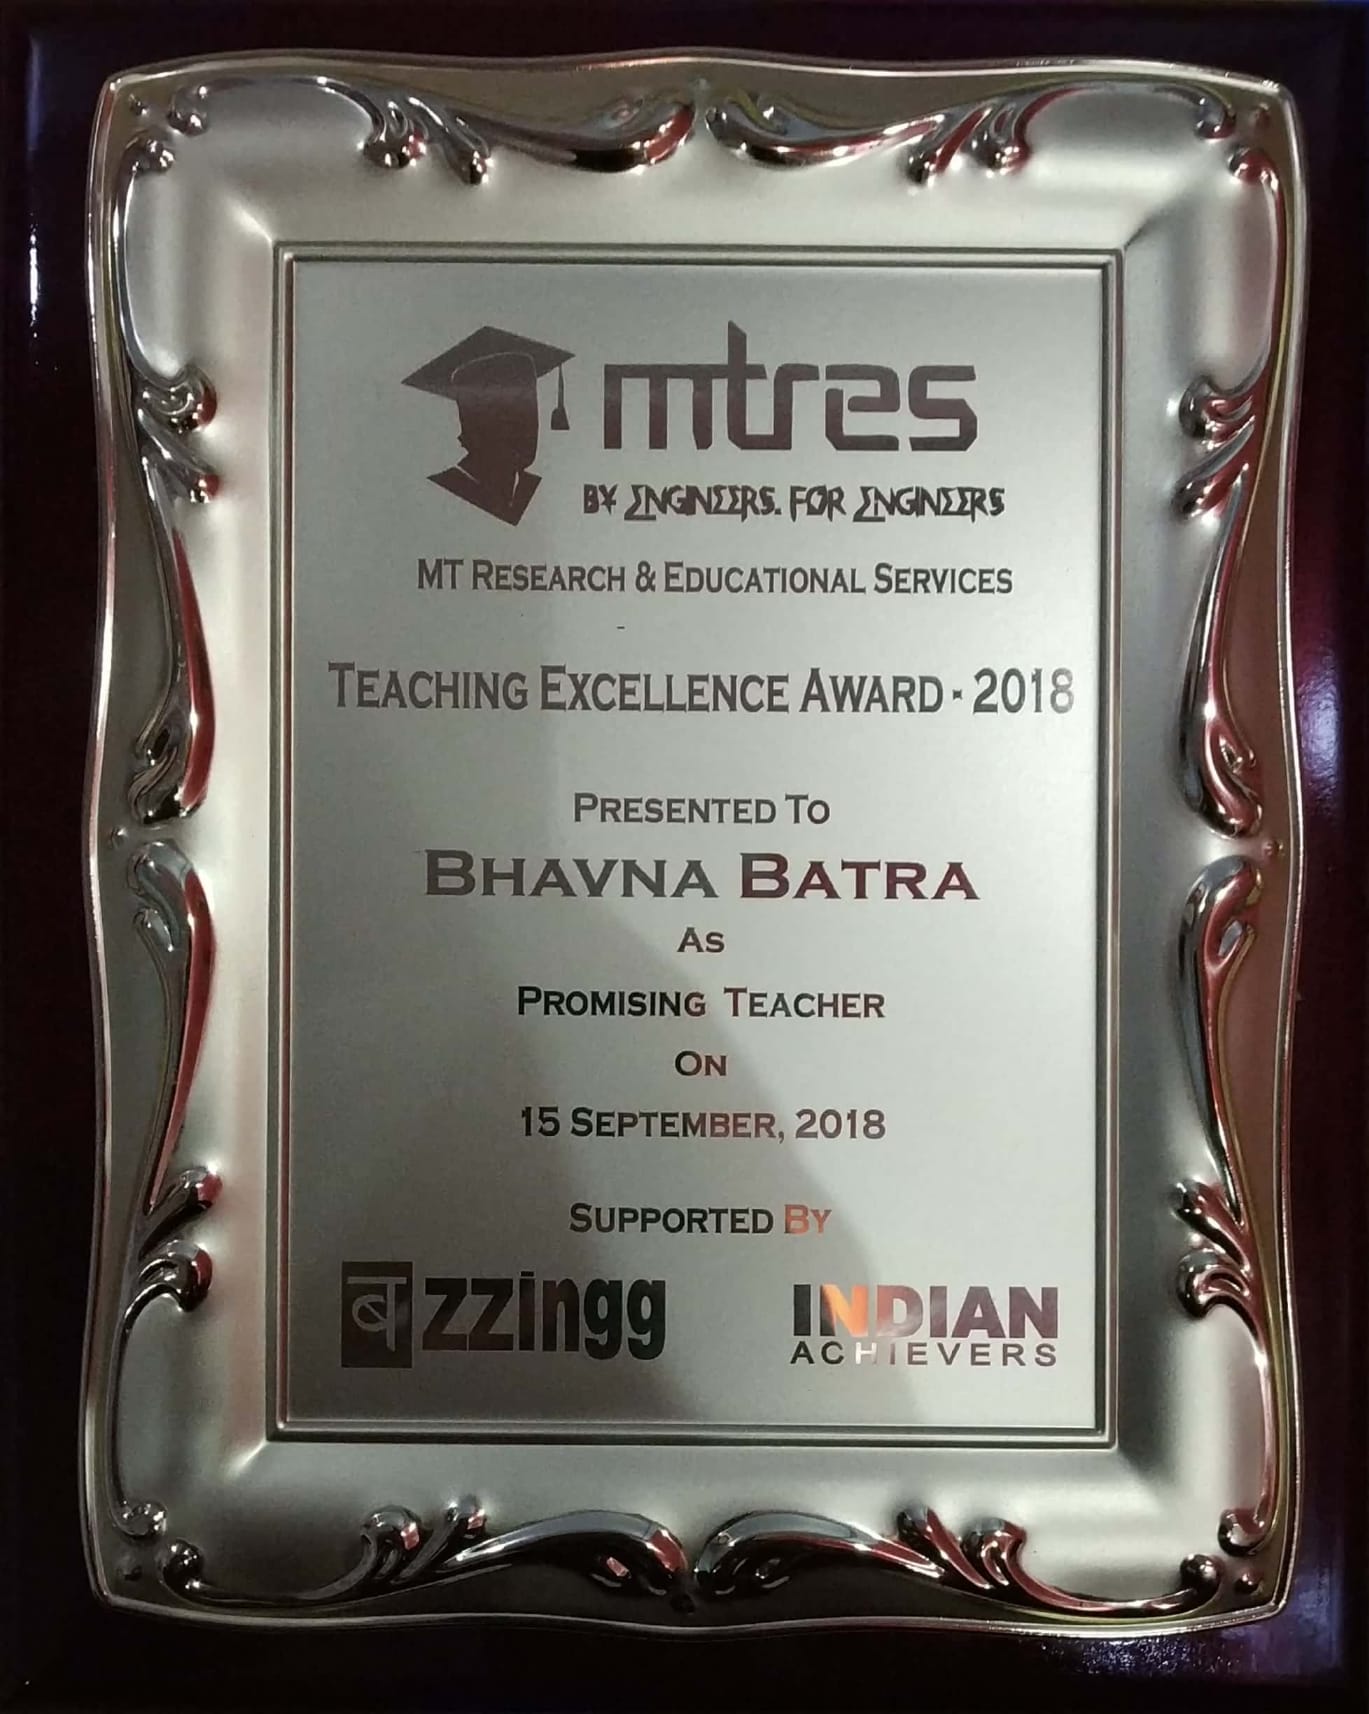 mtres
BY ENGINEERS. FOR ENGINEERS
MT RESEARCH & EDUCATIONAL SERVICES
TEACHING EXCELLENCE AWARD - 2018
PRESENTED TO
BHAVNA BATRA
AS
PROMISING TEACHER
ON
15 SEPTEMBER, 2018
SUPPORTED BY
बzzingg
INDIAN
ACHIEVERS